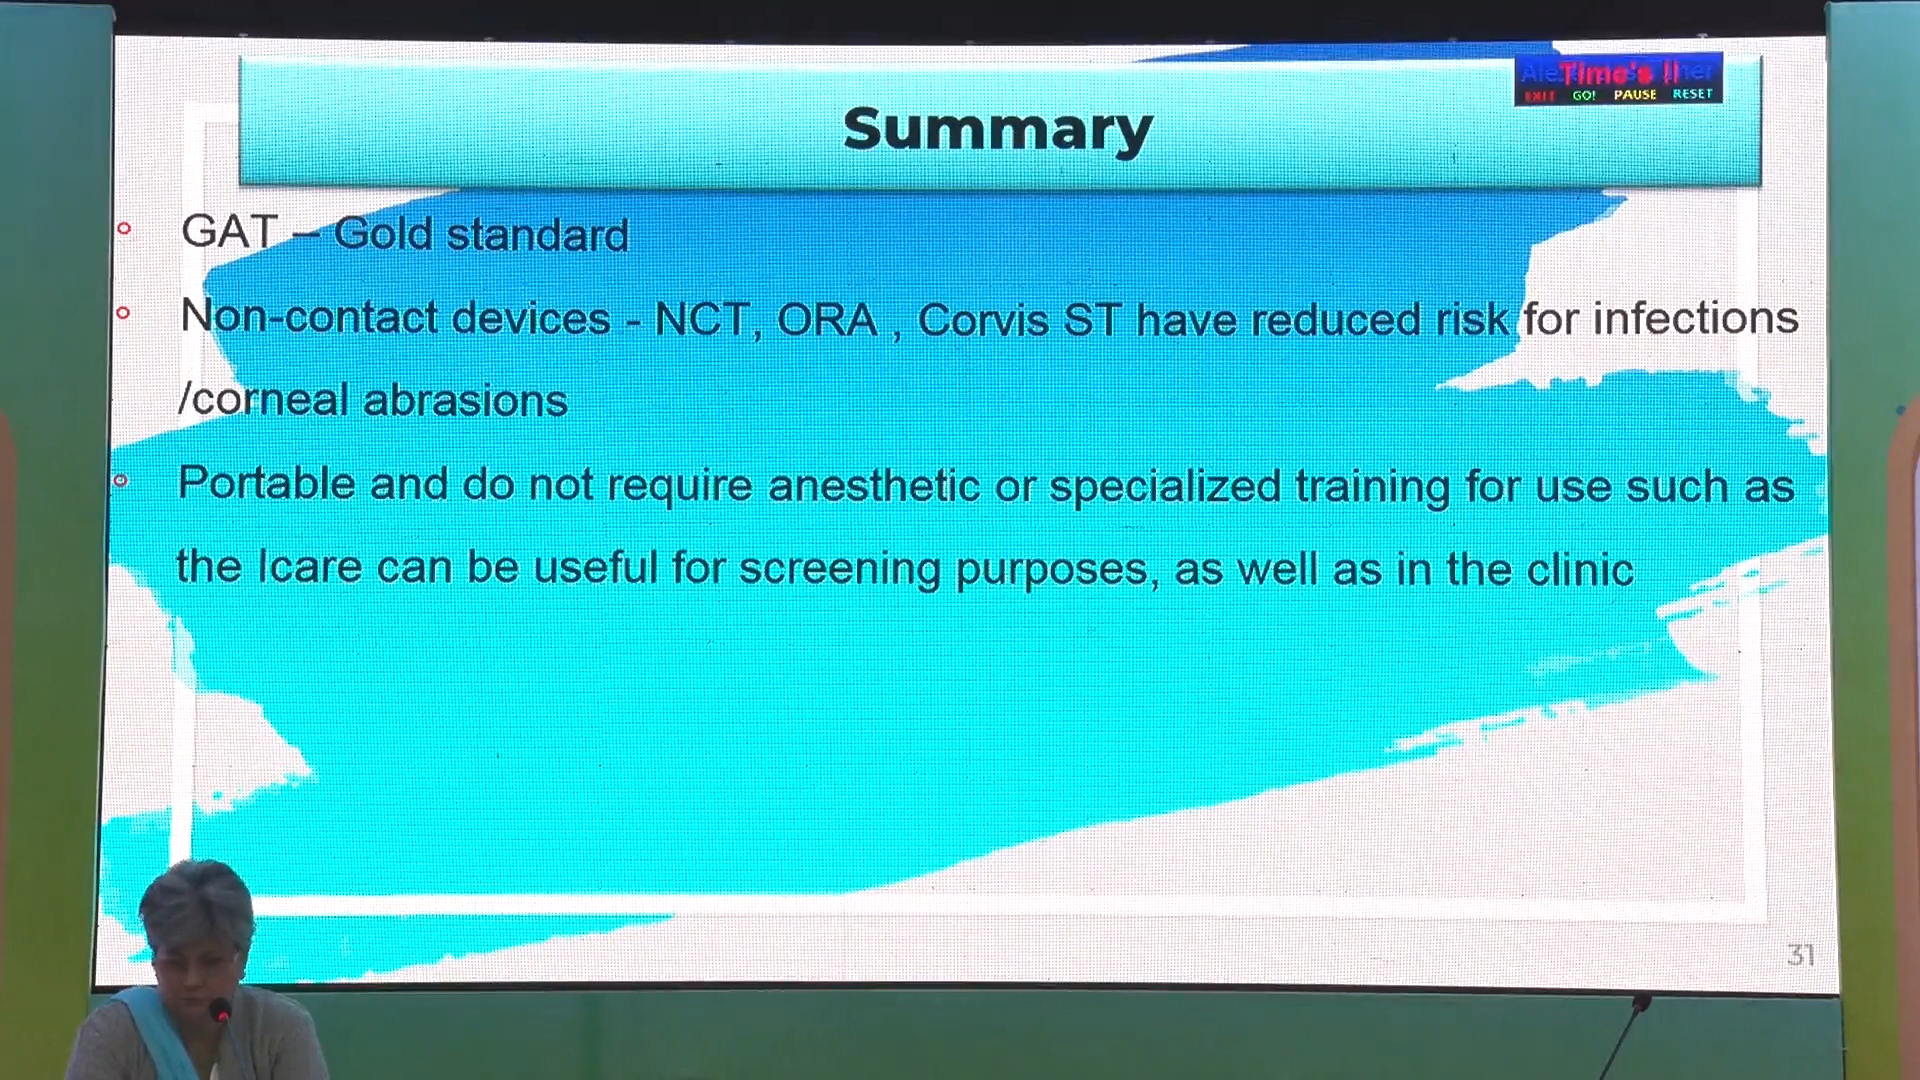 Summary
Time's
EXIT GO! PAUSE RESET
GAT – Gold standard
Non-contact devices - NCT, ORA , Corvis ST have reduced risk for infections
/corneal abrasions
Portable and do not require anesthetic or specialized training for use such as
the Icare can be useful for screening purposes, as well as in the clinic
31